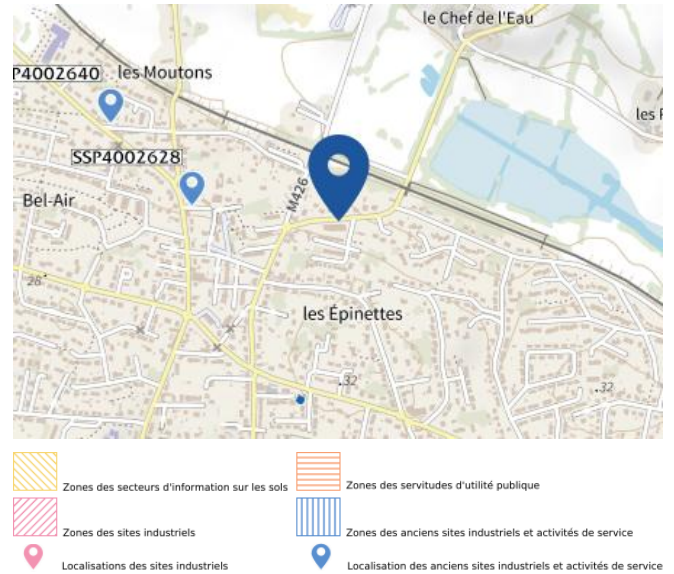 le Chef de l'Eau
P4002640
les Moutons
les
SSP4002628
Bel-Air
M426
28
les Épinettes
32
32
Zones des secteurs d'information sur les sols
Zones des servitudes d'utilité publique
Zones des sites industriels
Zones des anciens sites industriels et activités de service
Localisations des sites industriels
Localisation des anciens sites industriels et activités de service